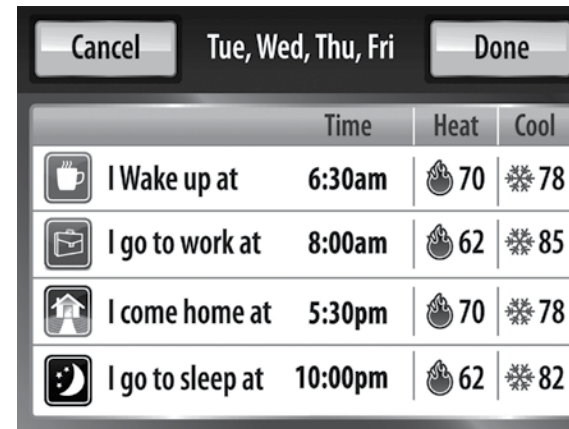 Cancel Tue, Wed, Thu, Fri Done
Time Heat Cool
I Wake up at 6:30am 70 78
I go to work at 8:00am 62 85
I come home at 5:30pm 70 78
I go to sleep at 10:00pm 62 82